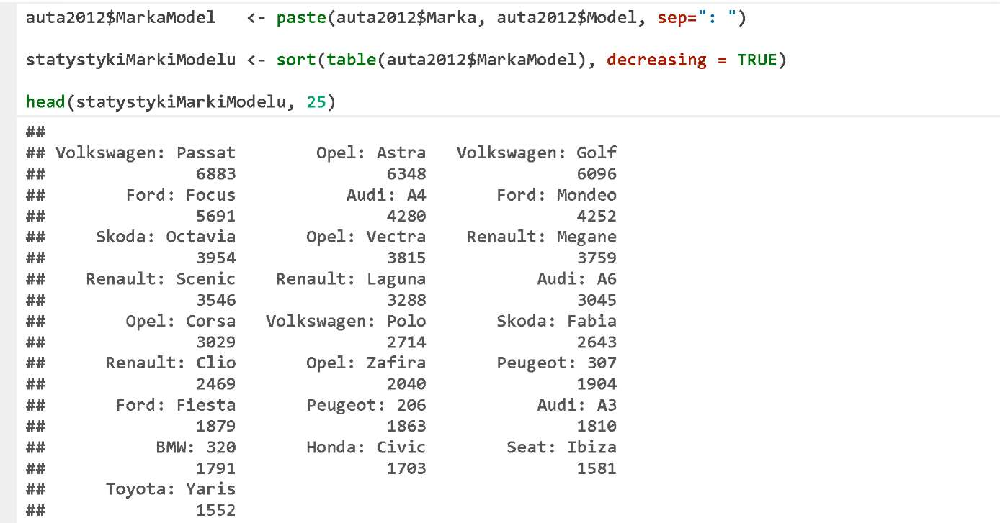 auta2012$MarkaModel   <- paste(auta2012$Marka, auta2012$Model, sep=": ")
statystykiMarkiModelu <- sort(table(auta2012$MarkaModel), decreasing = TRUE)
head(statystykiMarkiModelu, 25)
##
## Volkswagen: Passat        Opel: Astra   Volkswagen: Golf
##               6883               6348               6096
##        Ford: Focus        Audi: A4       Ford: Mondeo
##               5691               4280               4252
##     Skoda: Octavia       Opel: Vectra    Renault: Megane
##               3954               3815               3759
##    Renault: Scenic    Renault: Laguna           Audi: A6
##               3546               3288               3045
##        Opel: Corsa   Volkswagen: Polo       Skoda: Fabia
##               3029               2714               2643
##      Renault: Clio       Opel: Zafira       Peugeot: 307
##               2469               2040               1904
##       Ford: Fiesta       Peugeot: 206           Audi: A3
##               1879               1863               1810
##           BMW: 320       Honda: Civic        Seat: Ibiza
##               1791               1703               1581
##      Toyota: Yaris
##               1552